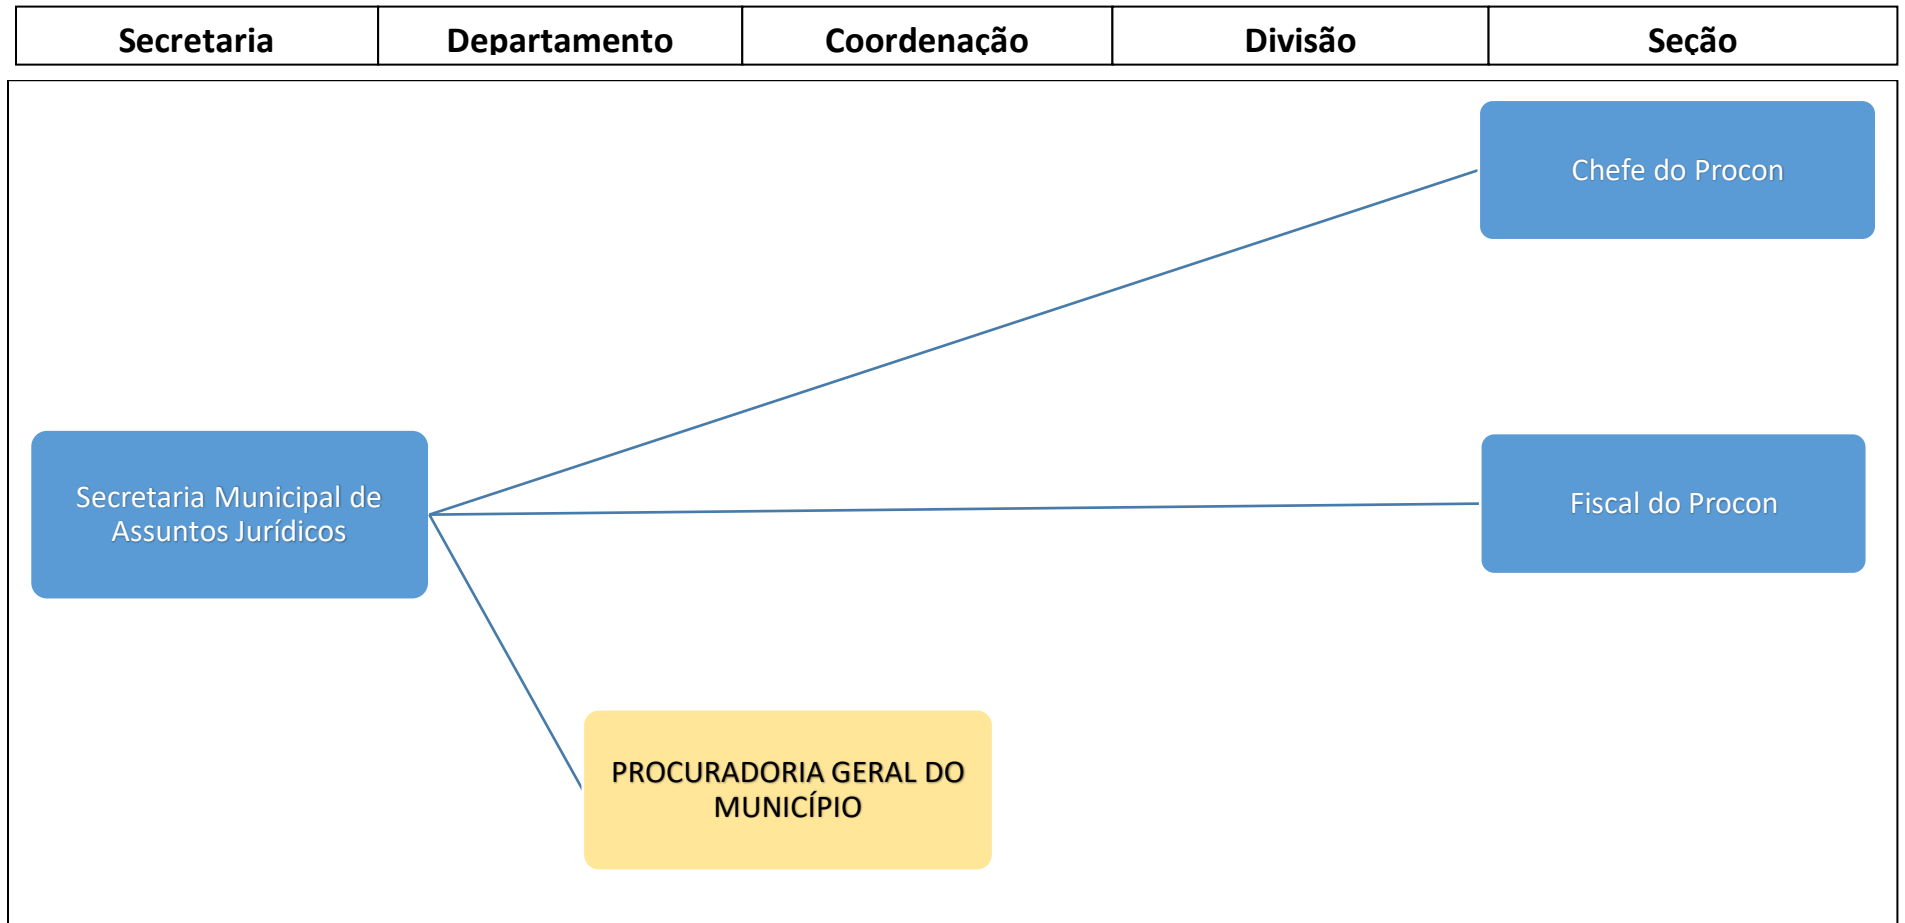 Secretaria
Departamento
Coordenação
Divisão
Seção
Chefe do Procon
Secretaria Municipal de
Assuntos Jurídicos
Fiscal do Procon
PROCURADORIA GERAL DO
MUNICÍPIO